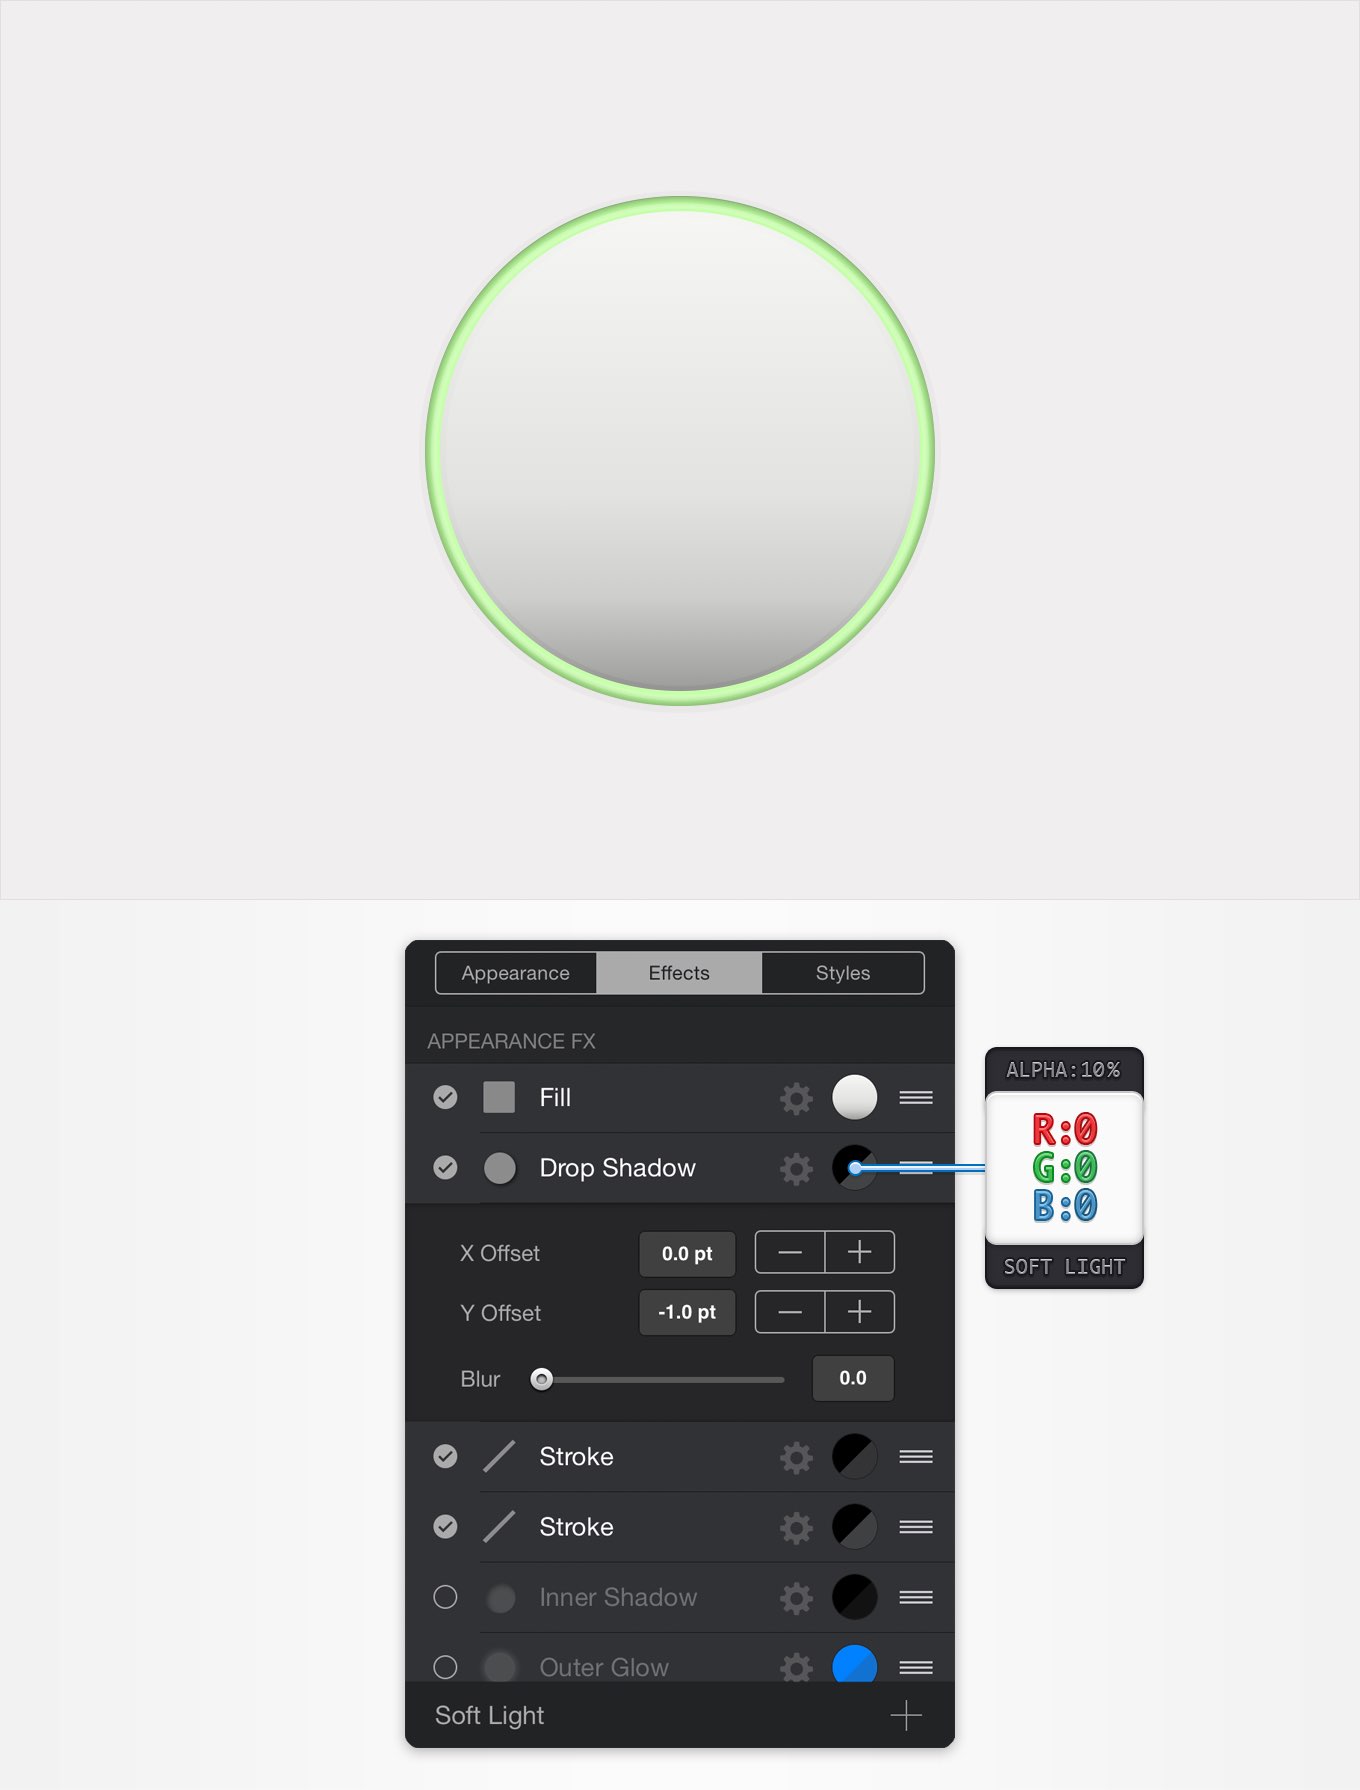 Appearance Effects Styles
APPEARANCE FX
Fill
Drop Shadow
X Offset 0.0 pt
Y Offset -1.0 pt
Blur 0.0
Stroke
Stroke
Inner Shadow
Outer Glow
Soft Light
ALPHA:10%
R:0
G:0
B:0
SOFT LIGHT